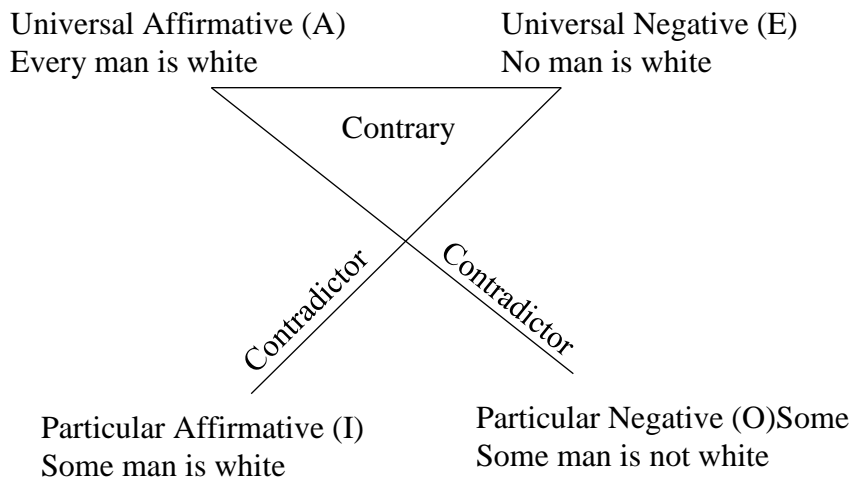 Universal Affirmative (A)
Every man is white
Universal Negative (E)
No man is white
Contrary
Contradictor
Contradictor
Particular Affirmative (I)
Some man is white
Particular Negative (O)Some
Some man is not white